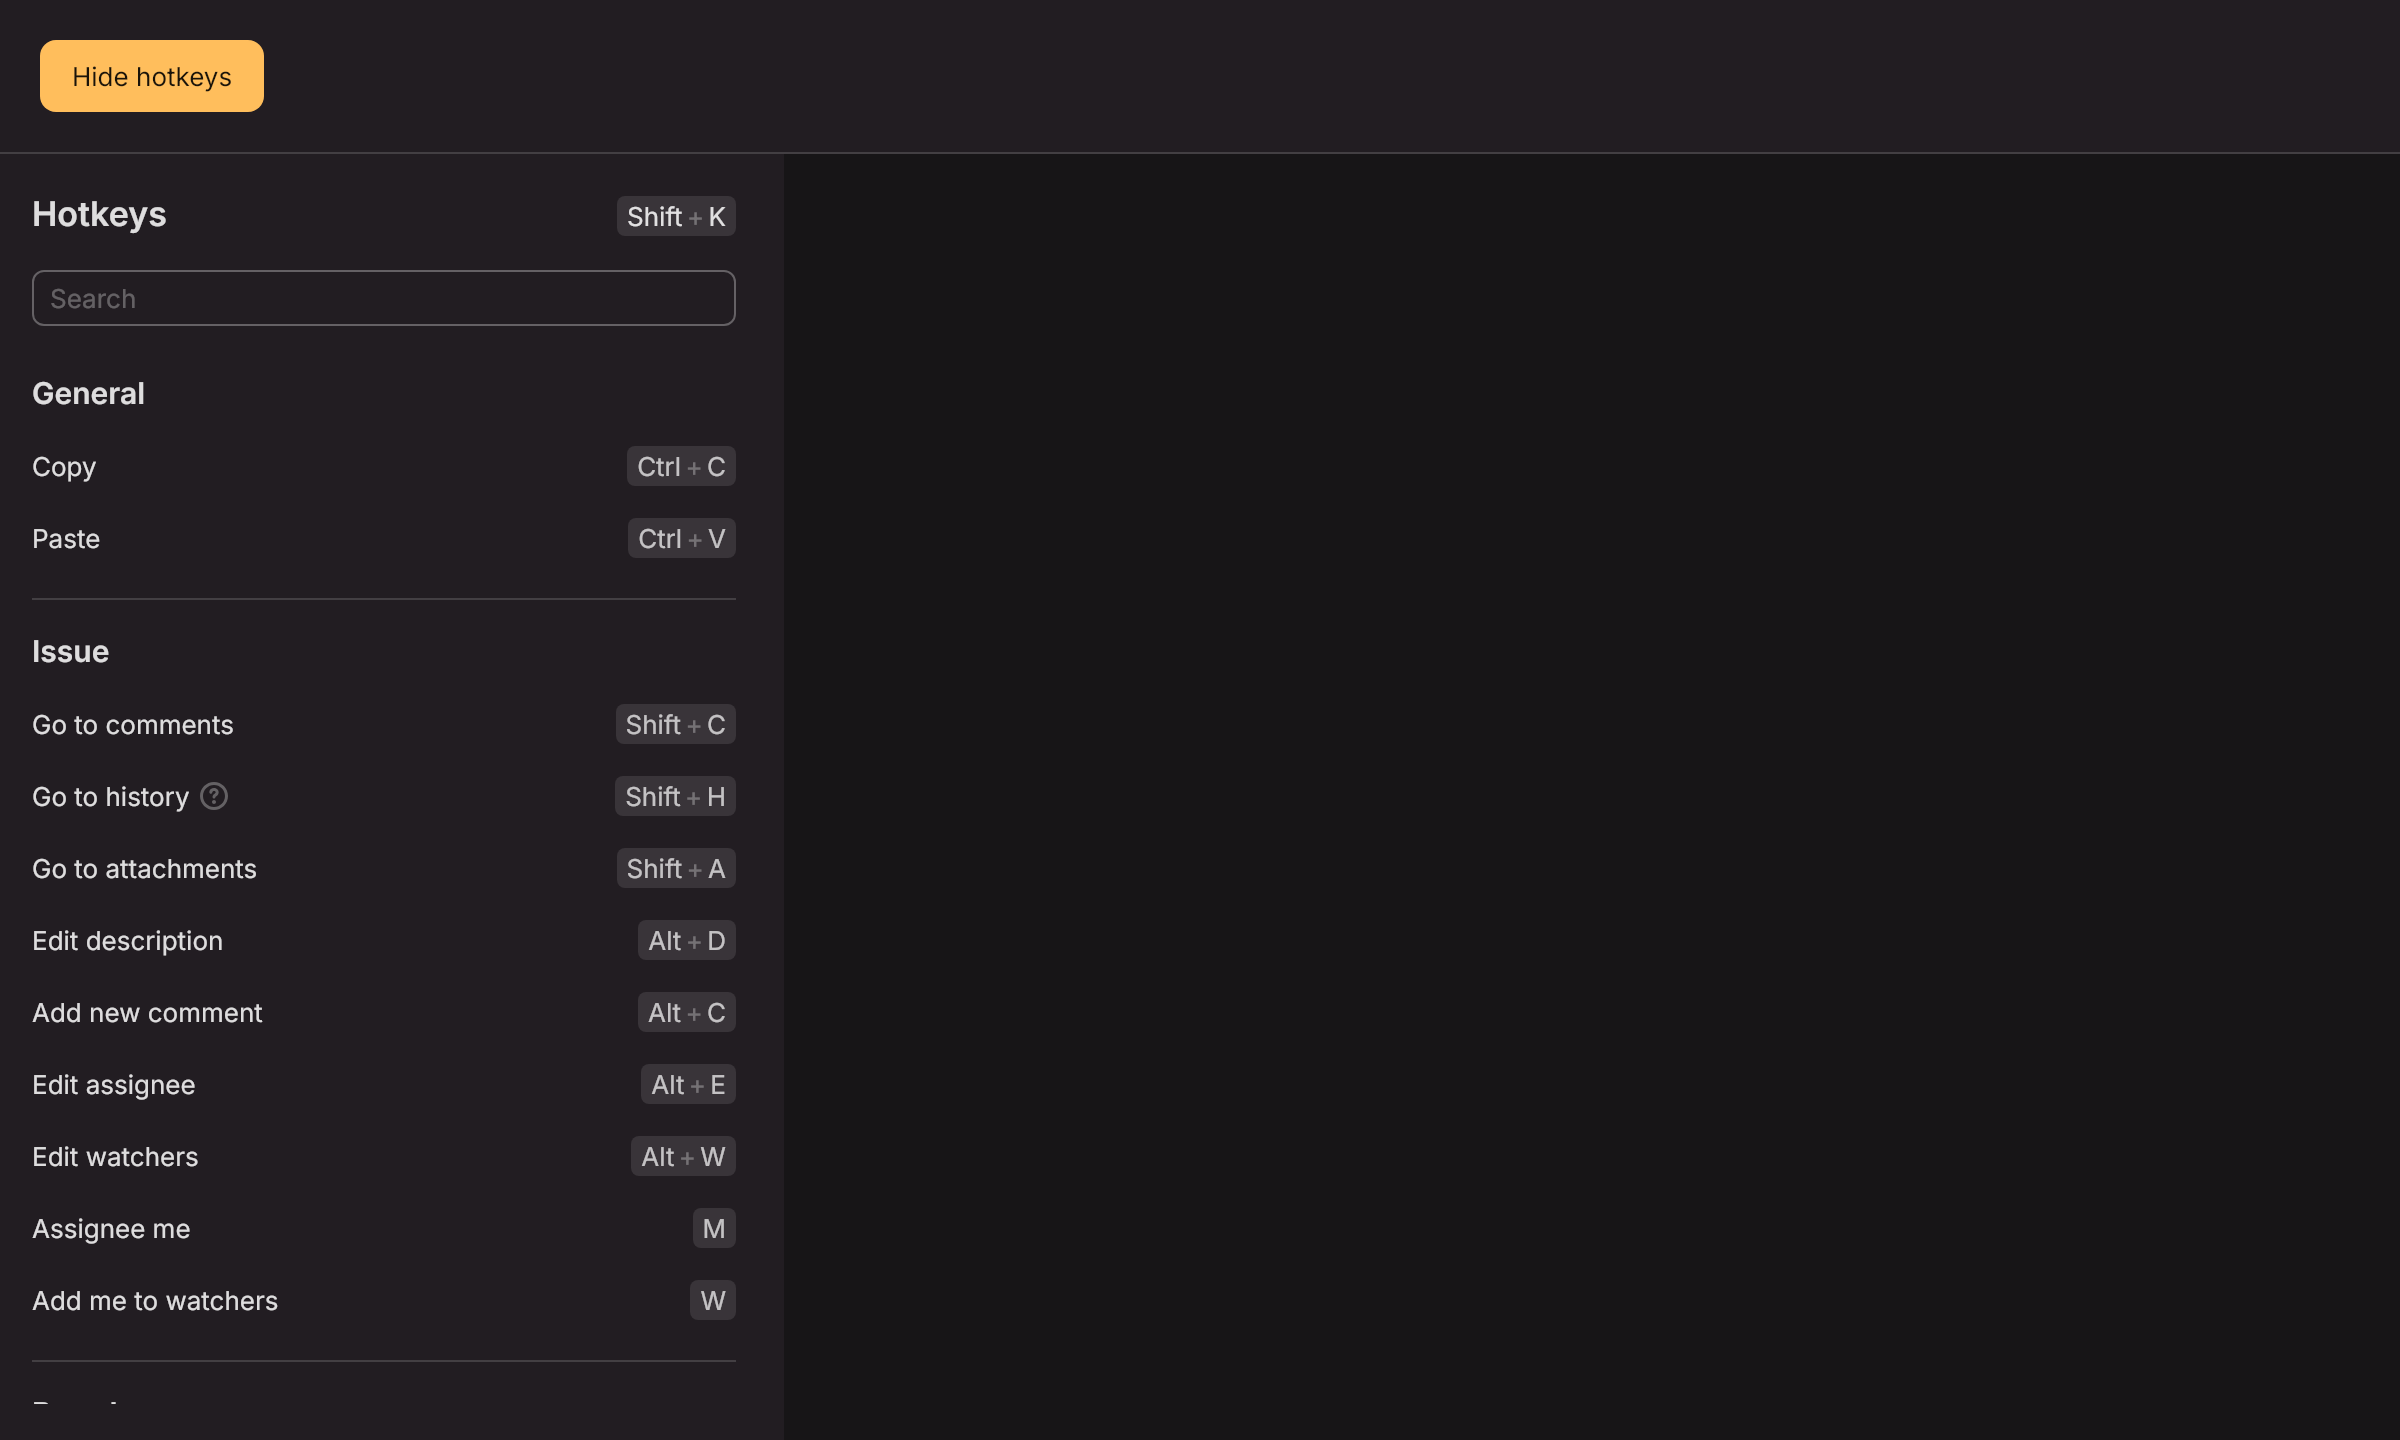 Hide hotkeys
Hotkeys Shift + K
Search
General
Copy Ctrl + C
Paste Ctrl + V
Issue
Go to comments Shift + C
Go to history ? Shift + H
Go to attachments Shift + A
Edit description Alt + D
Add new comment Alt + C
Edit assignee Alt + E
Edit watchers Alt + W
Assignee me M
Add me to watchers W